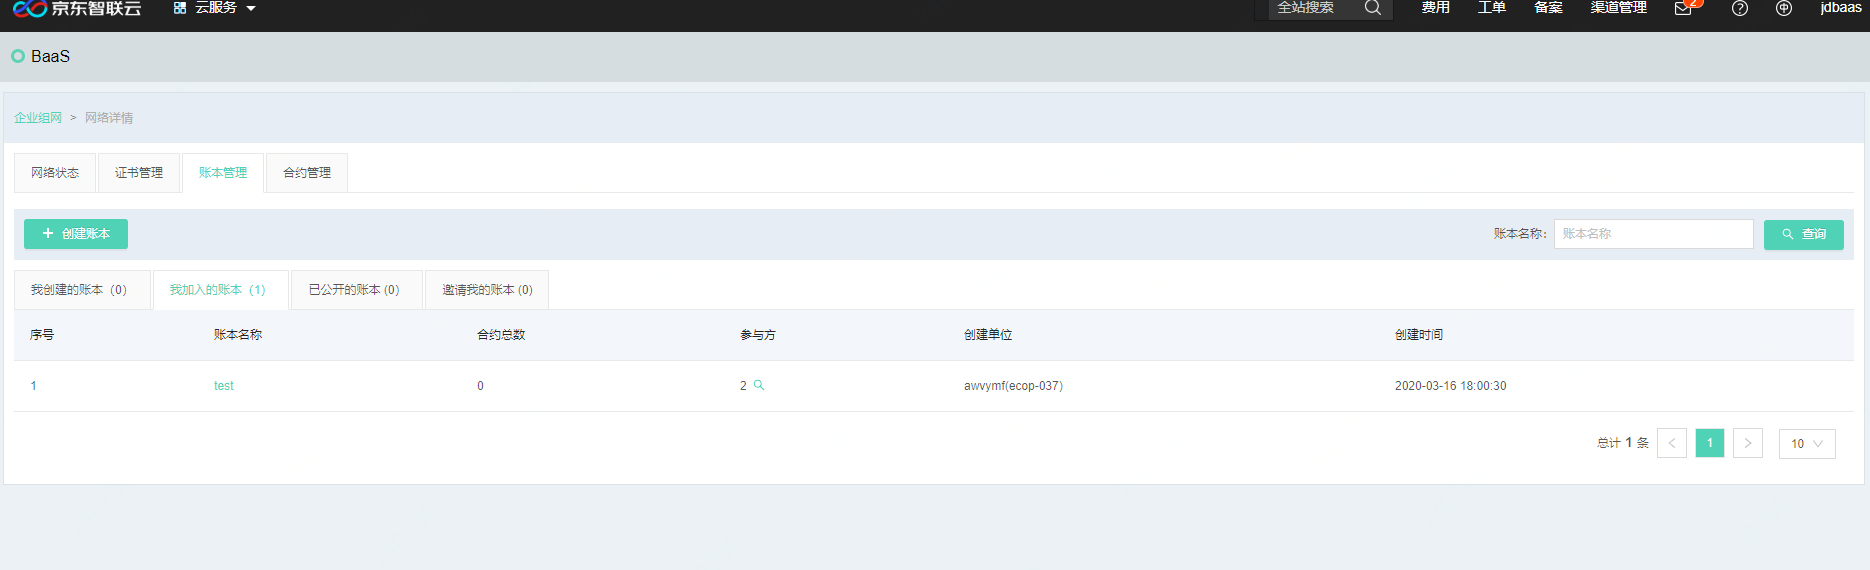 京东智联云 云服务 全站搜索 费用 工单 备案 渠道管理 2 jdbaas
BaaS
企业组网 > 网络详情
网络状态 证书管理 账本管理 合约管理
+ 创建账本 账本名称: 账本名称 查询
我创建的账本（0） 我加入的账本（1） 已公开的账本 (0) 邀请我的账本 (0)
序号 账本名称 合约总数 参与方 创建单位 创建时间
1 test 0 2 awvymf(ecop-037) 2020-03-16 18:00:30
总计 1 条 < 1 > 10